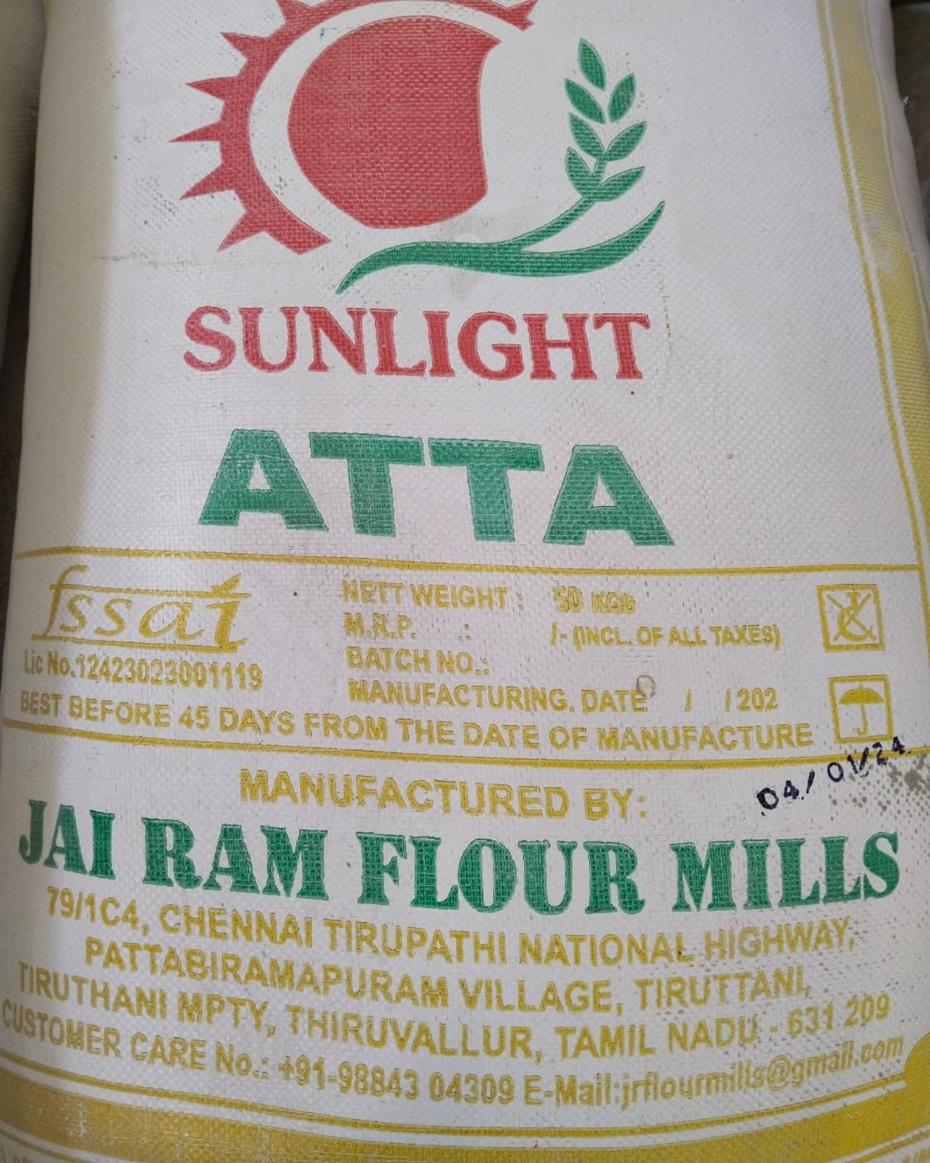 SUNLIGHT
ATTA
fssai
Lic No.12423023001119
NETT WEIGHT : 50 KGs
M.R.P. .: /- (INCL. OF ALL TAXES)
BATCH NO.:
MANUFACTURING. DATE / / 202
BEST BEFORE 45 DAYS FROM THE DATE OF MANUFACTURE
04/01/24
MANUFACTURED BY:
JAI RAM FLOUR MILLS
79/1C4, CHENNAI TIRUPATHI NATIONAL HIGHWAY,
PATTABIRAMAPURAM VILLAGE, TIRUTTANI,
TIRUTHANI MPTY,, THIRUVALLUR, TAMIL NADU - 631 209
CUSTOMER CARE No.: +91-98843 04309 E-Mail:jrflourmills@gmail.com